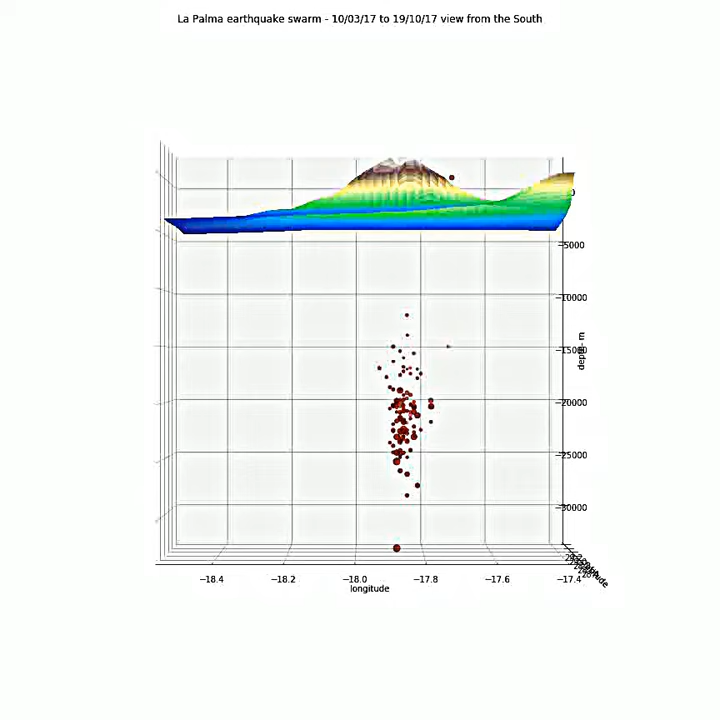 La Palma earthquake swarm - 10/03/17 to 19/10/17 view from the South
0
−5000
−10000
depth- m
−15000
−20000
−25000
−30000
−18.4 −18.2 −18.0 −17.8 −17.6 −17.4
longitude